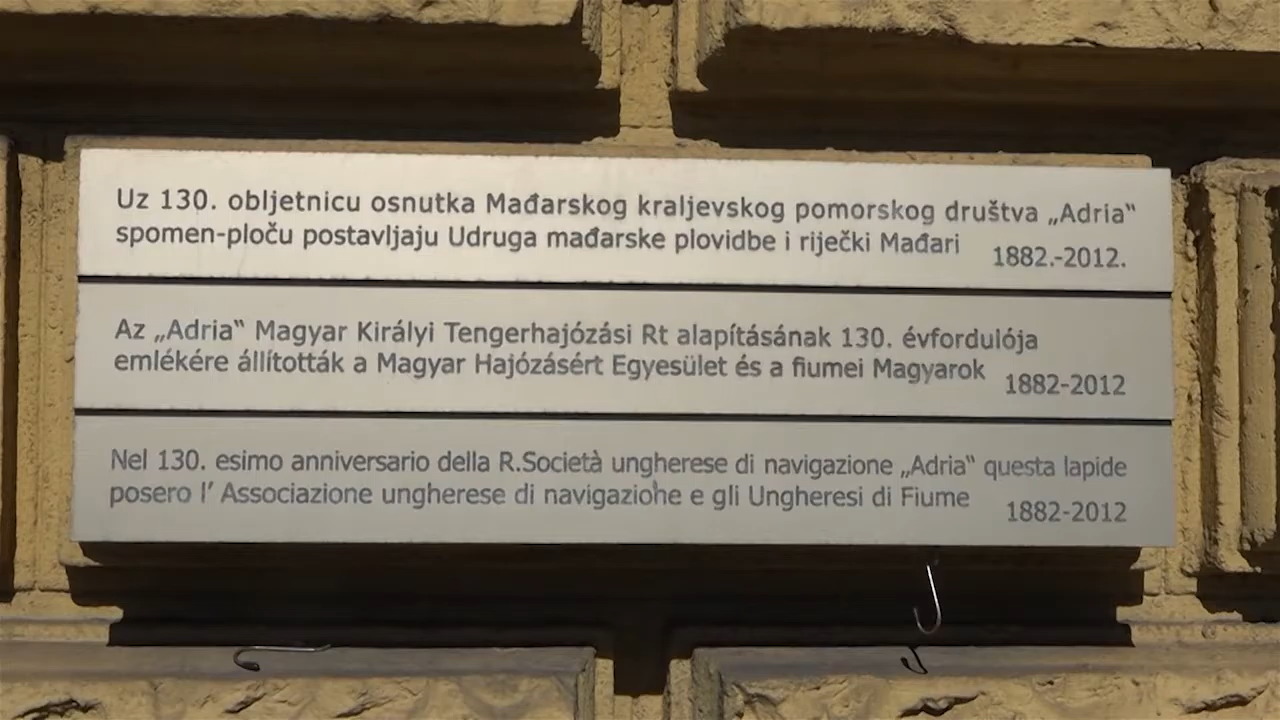 Uz 130. obljetnicu osnutka Mađarskog kraljevskog pomorskog društva „Adria‟
spomen-ploču postavljaju Udruga mađarske plovidbe i riječki Mađari 1882.-2012.
Az „Adria‟ Magyar Királyi Tengerhajózási Rt alapításának 130. évfordulója
emlékére állították a Magyar Hajózásért Egyesület és a fiumei Magyarok 1882-2012
Nel 130. esimo anniversario della R.Società ungherese di navigazione „Adria‟ questa lapide
posero l’ Associazione ungherese di navigazione e gli Ungheresi di Fiume 1882-2012